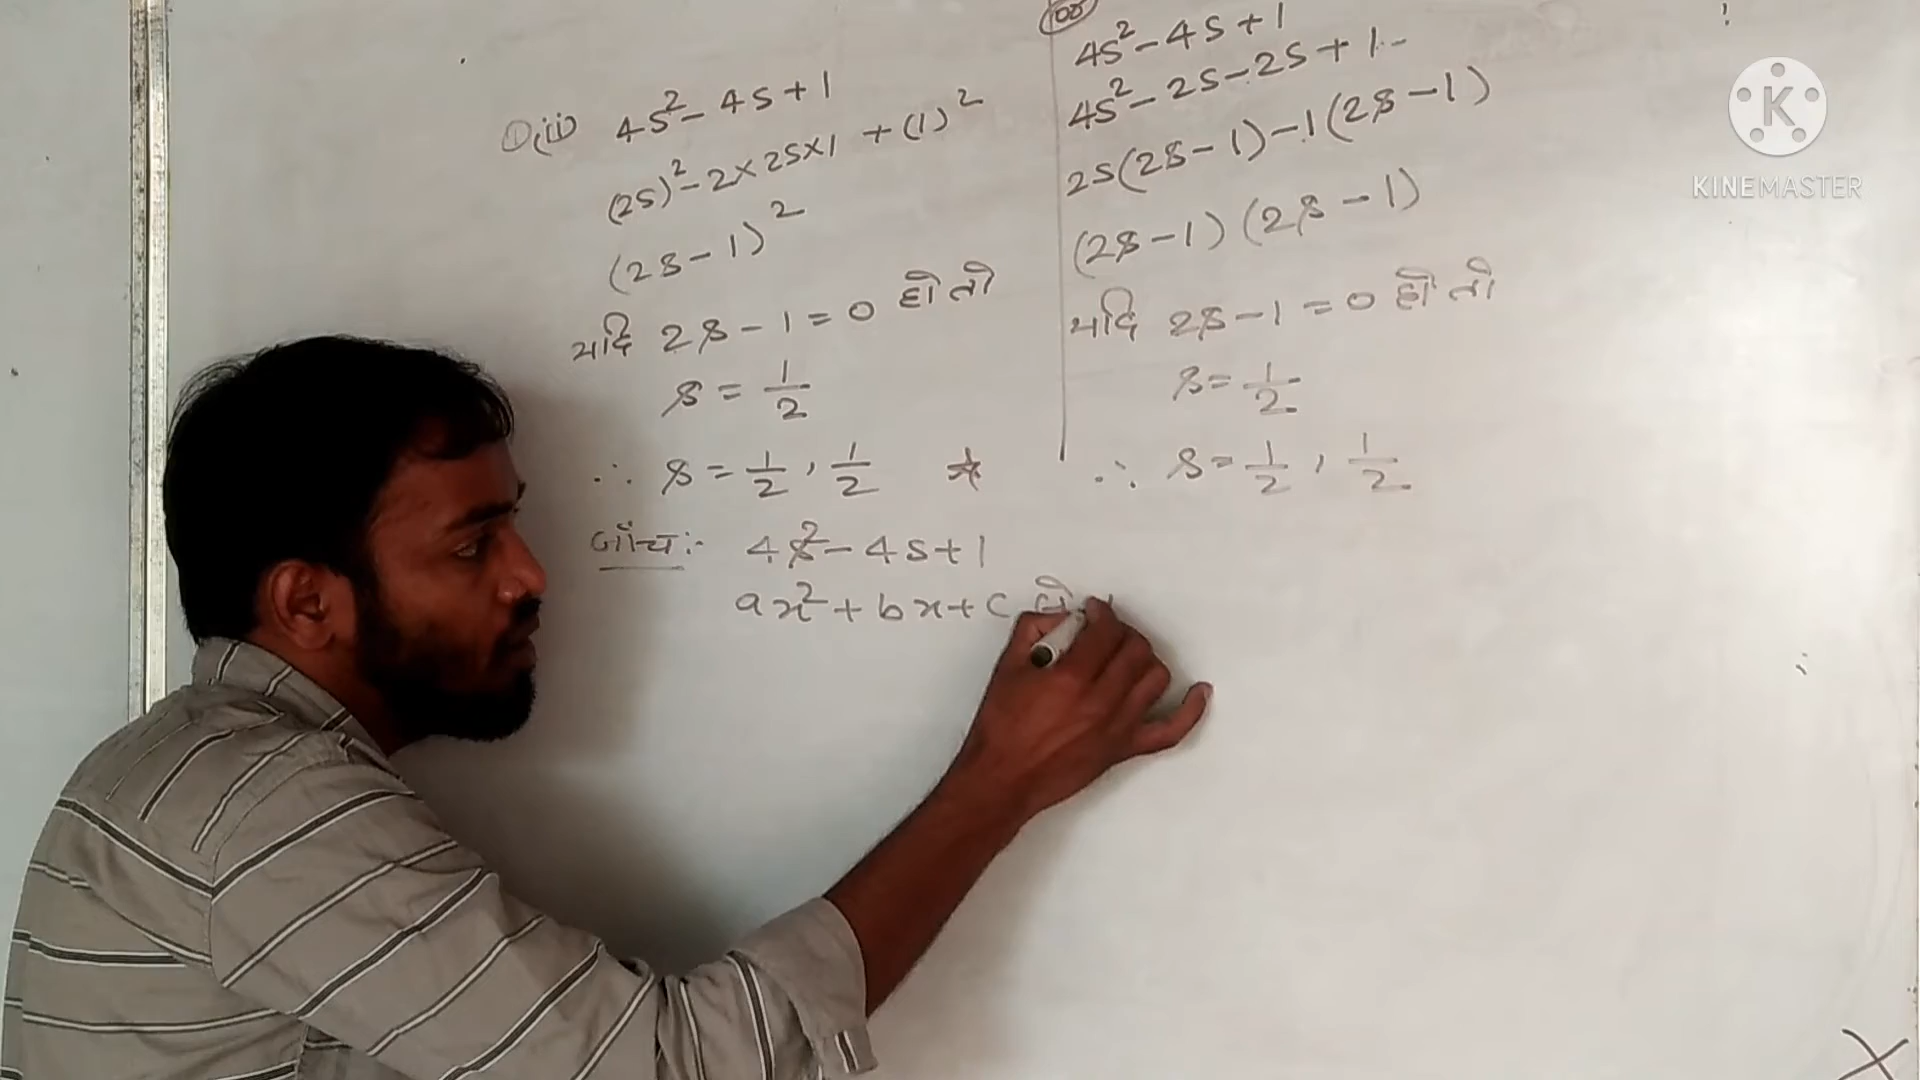 ①(ii) 4s² - 4s + 1
(2s)² - 2×2s×1 + (1)²
(2s - 1)²
यदि 2s - 1 = 0 हो तो
s = 1/2
∴ s = 1/2, 1/2 ☆
जाँच:- 4s² - 4s + 1
ax² + bx + c से
or
4s² - 4s + 1
4s² - 2s - 2s + 1
2s(2s - 1) - 1(2s - 1)
(2s - 1) (2s - 1)
यदि 2s - 1 = 0 हो तो
s = 1/2
∴ s = 1/2, 1/2
K
KINEMASTER